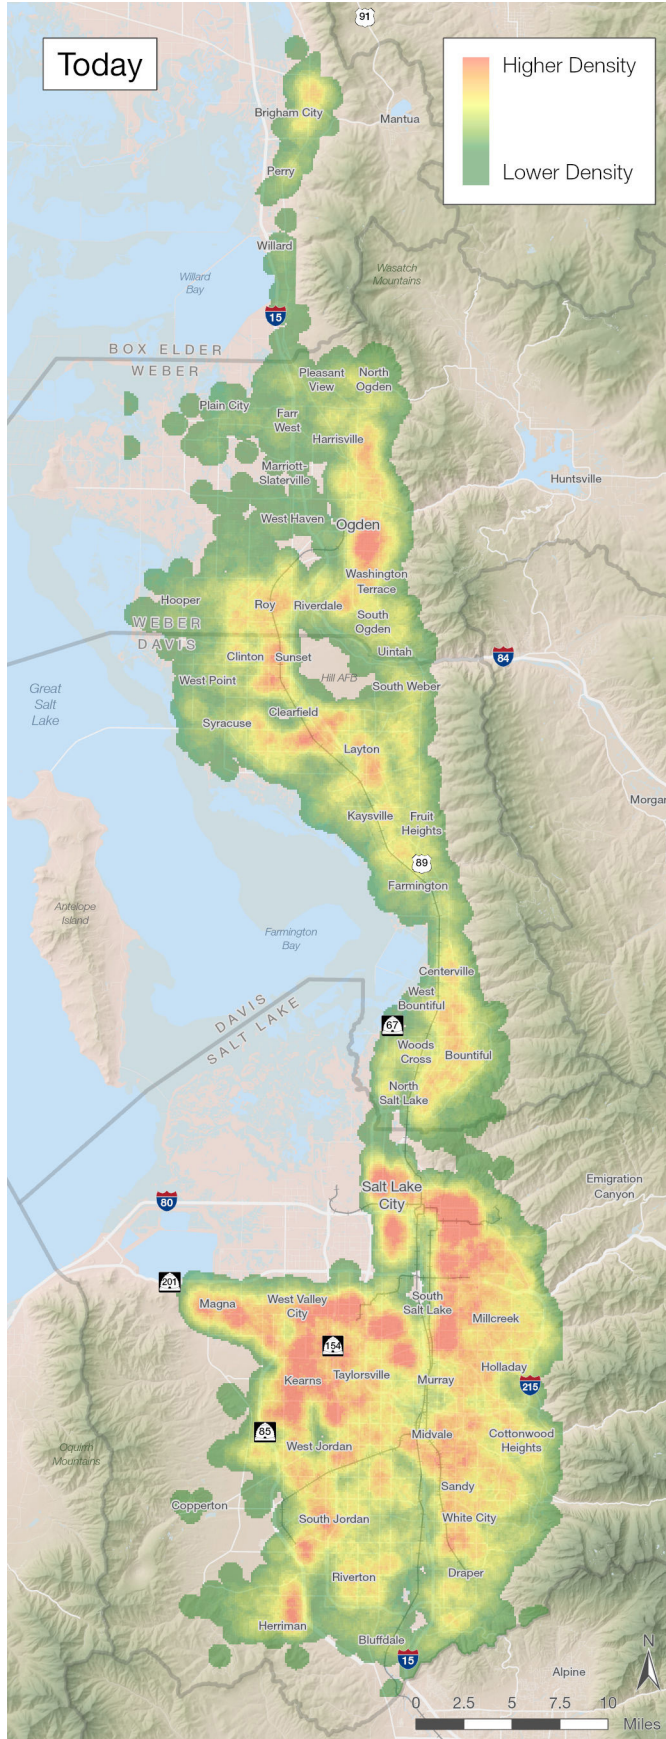 91
Today
Higher Density
Lower Density
Brigham City
Mantua
Perry
Willard
Willard
Bay
Wasatch
Mountains
15
BOX ELDER
WEBER
Pleasant
View
North
Ogden
Plain City
Farr
West
Harrisville
Marriott-
Slaterville
Huntsville
West Haven
Ogden
Washington
Terrace
Hooper
Roy
Riverdale
South
Ogden
WEBER
DAVIS
Uintah
Clinton
Sunset
84
Hill AFB
West Point
South Weber
Great
Salt
Lake
Clearfield
Syracuse
Layton
Morgan
Kaysville
Fruit
Heights
89
Farmington
Antelope
Island
Farmington
Bay
Centerville
West
Bountiful
DAVIS
SALT LAKE
67
Woods
Cross
Bountiful
North
Salt Lake
Salt Lake
City
Emigration
Canyon
80
201
Magna
West Valley
City
South
Salt Lake
Millcreek
154
Kearns
Taylorsville
Murray
Holladay
215
85
West Jordan
Midvale
Cottonwood
Heights
Oquirrh
Mountains
Sandy
Copperton
South Jordan
White City
Riverton
Draper
Herriman
Bluffdale
15
Alpine
N
0 2.5 5 7.5 10
Miles